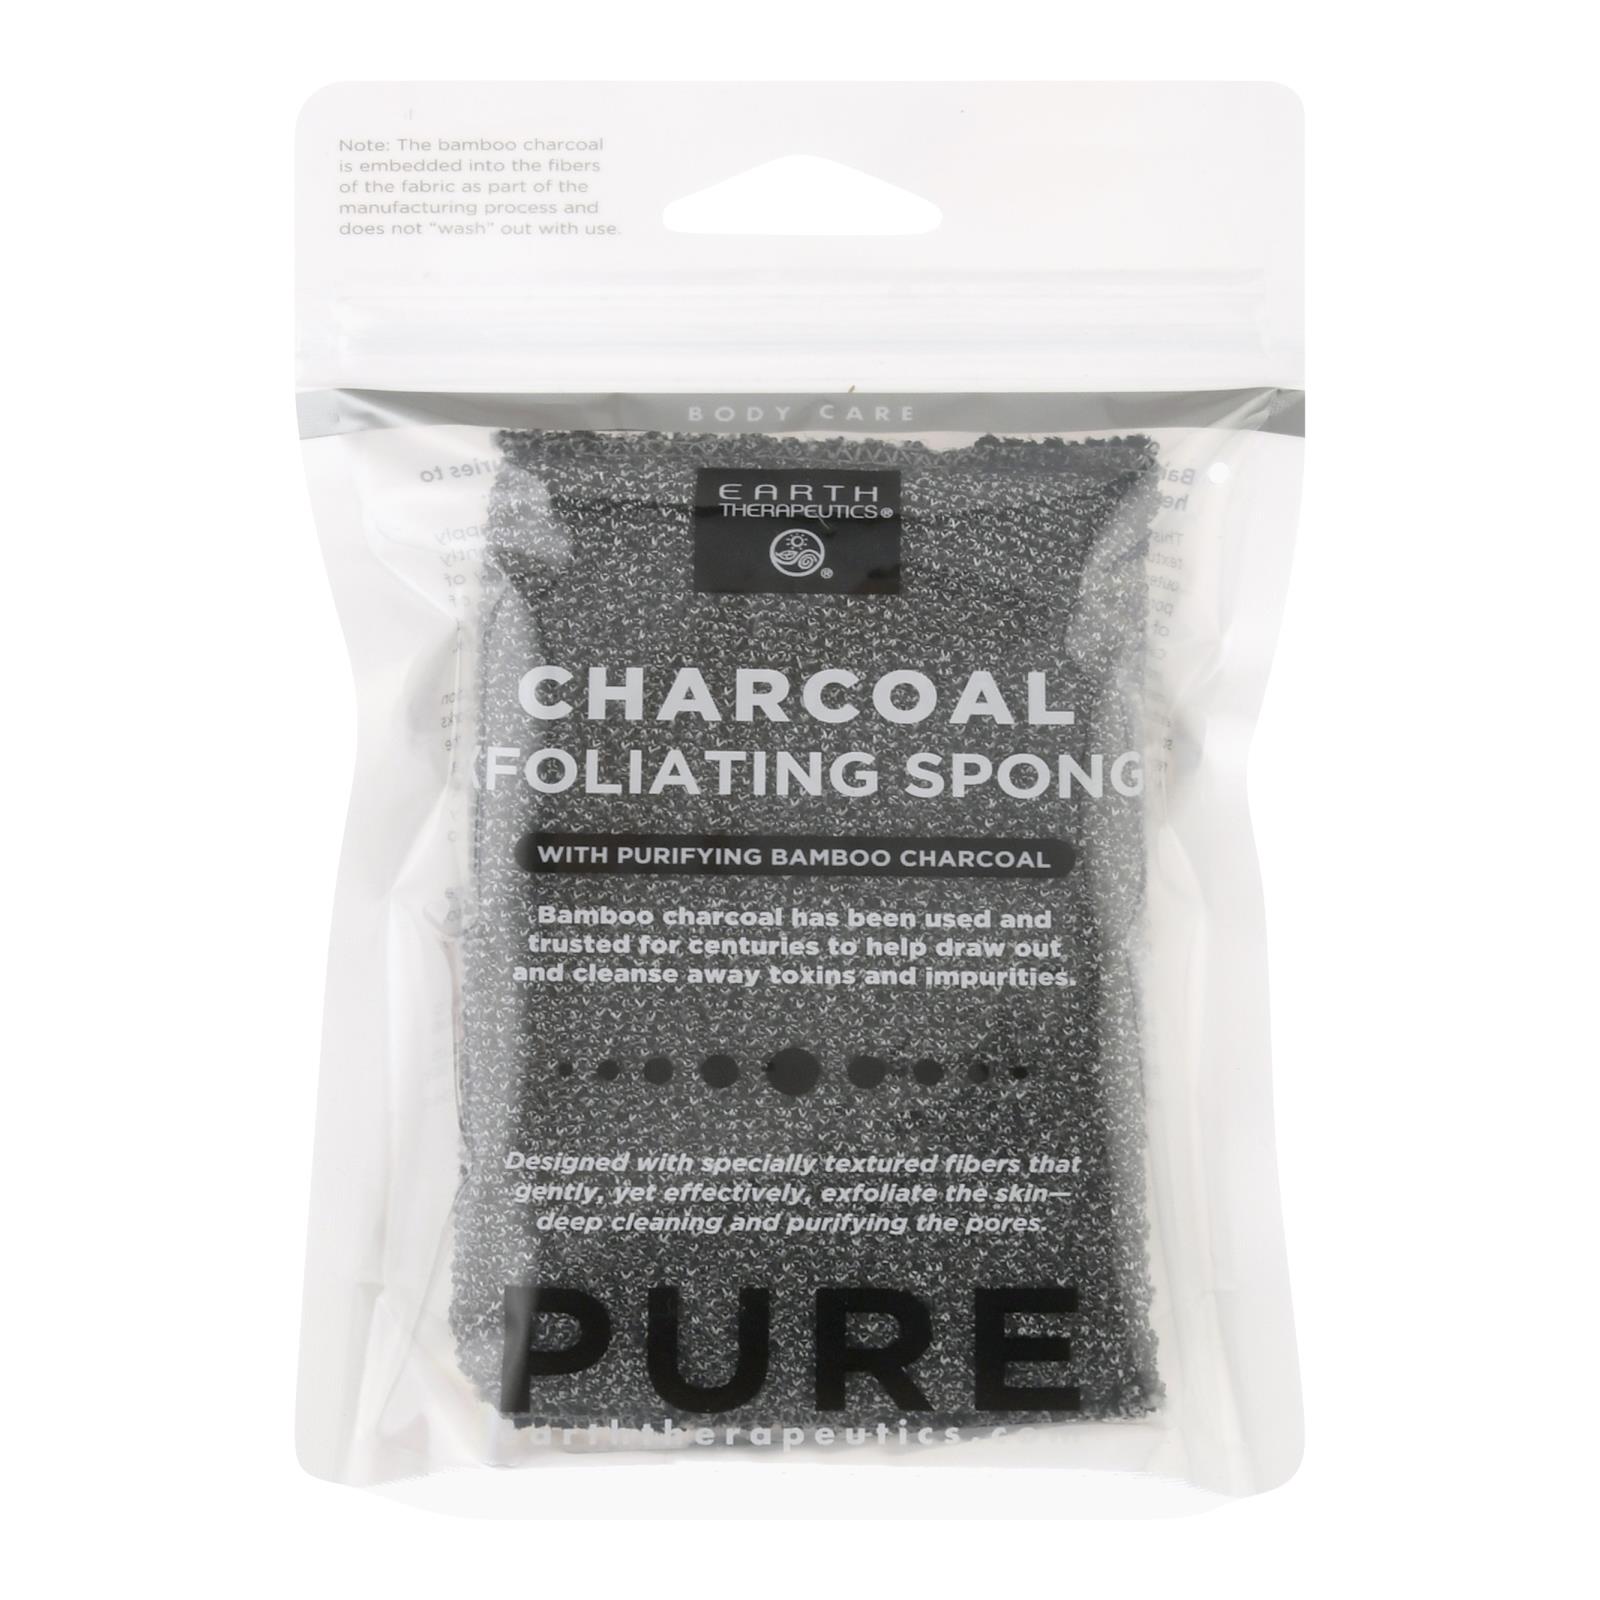 Note: The bamboo charcoal
is embedded into the fibers
of the fabric as part of the
manufacturing process and
does not "wash" out with use.
BODY CARE
EARTH
THERAPEUTICS®
®
CHARCOAL
FOLIATING SPONG
WITH PURIFYING BAMBOO CHARCOAL
Bamboo charcoal has been used and
trusted for centuries to help draw out
and cleanse away toxins and impurities.
Designed with specially textured fibers that
gently, yet effectively, exfoliate the skin—
deep cleaning and purifying the pores.
PURE
earththerapeutics.com